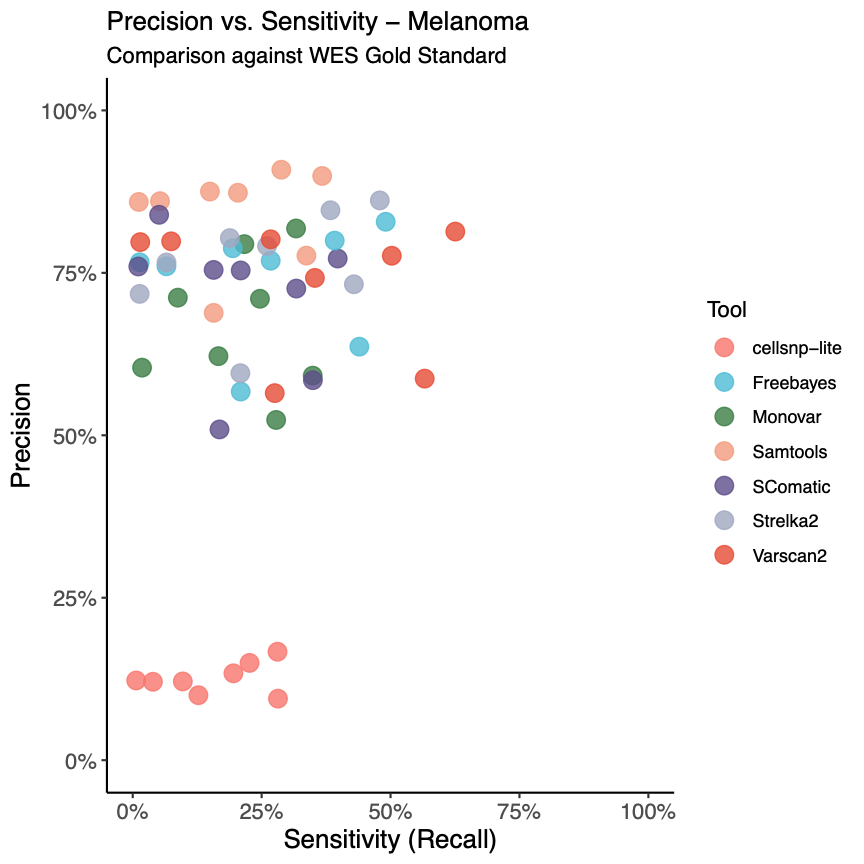 Precision vs. Sensitivity – Melanoma
Comparison against WES Gold Standard
100%
75%
50%
25%
0%
Precision
0%
25%
50%
75%
100%
Sensitivity (Recall)
Tool
cellsnp–lite
Freebayes
Monovar
Samtools
SComatic
Strelka2
Varscan2